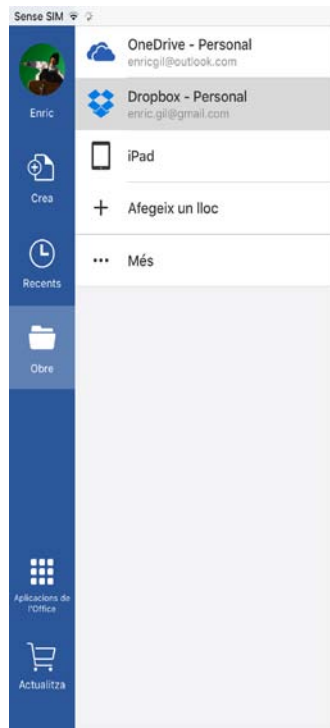 Sense SIM
Enric
Crea
Recents
Obre
Aplicacions de
l'Office
Actualitza
OneDrive - Personal
enricgil@outlook.com
Dropbox - Personal
enric.gil@gmail.com
iPad
Afegeix un lloc
Més